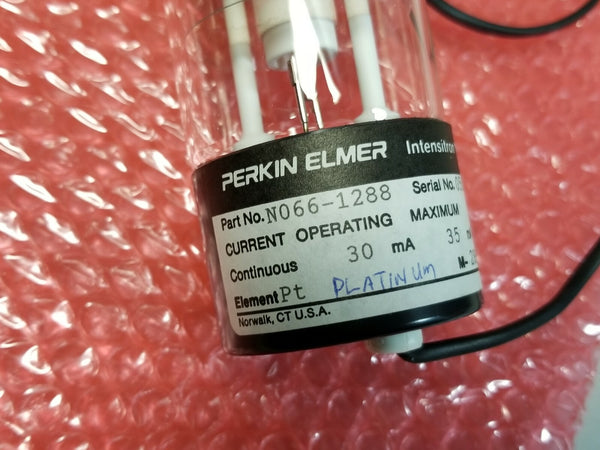 PERKIN ELMER Intensitron
Part No. N066-1288 Serial No.
CURRENT OPERATING MAXIMUM
Continuous 30 mA 35
Element Pt PLATINUM M-
Norwalk, CT U.S.A.